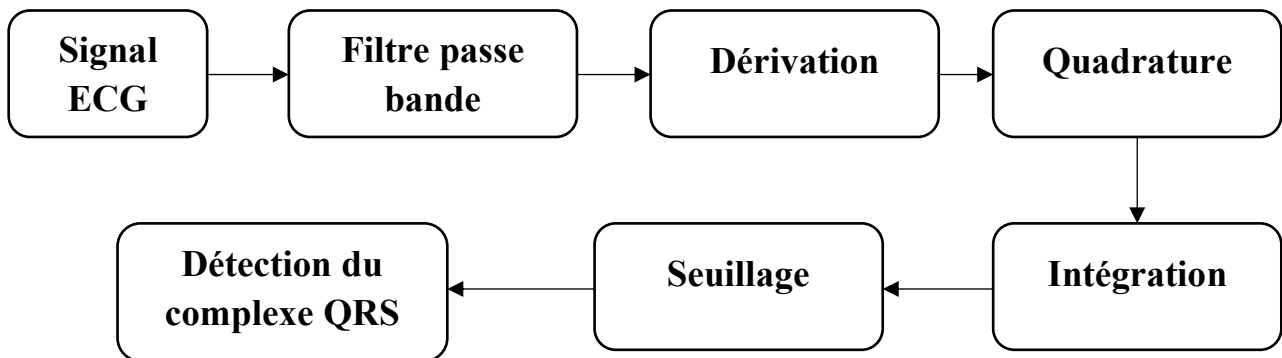 Signal
ECG
Filtre passe
bande
Dérivation
Quadrature
Intégration
Seuillage
Détection du
complexe QRS